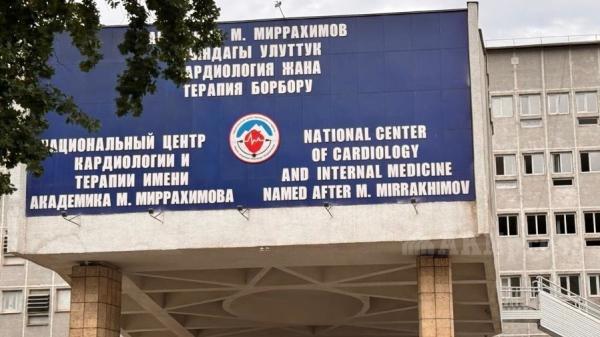 М. МИРРАХИМОВ
УЛУТТУК
КАРДИОЛОГИЯ ЖАНА
ТЕРАПИЯ БОРБОРУ
НАЦИОНАЛЬНЫЙ ЦЕНТР
КАРДИОЛОГИИ И
ТЕРАПИИ ИМЕНИ
АКАДЕМИКА М. МИРРАХИМОВА
NATIONAL CENTER
OF CARDIOLOGY
AND INTERNAL MEDICINE
NAMED AFTER M. MIRRAKHIMOV